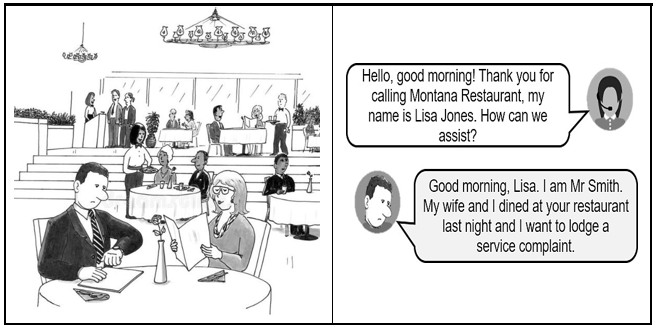 Hello, good morning! Thank you for
calling Montana Restaurant, my
name is Lisa Jones. How can we
assist?
Good morning, Lisa. I am Mr Smith.
My wife and I dined at your restaurant
last night and I want to lodge a
service complaint.